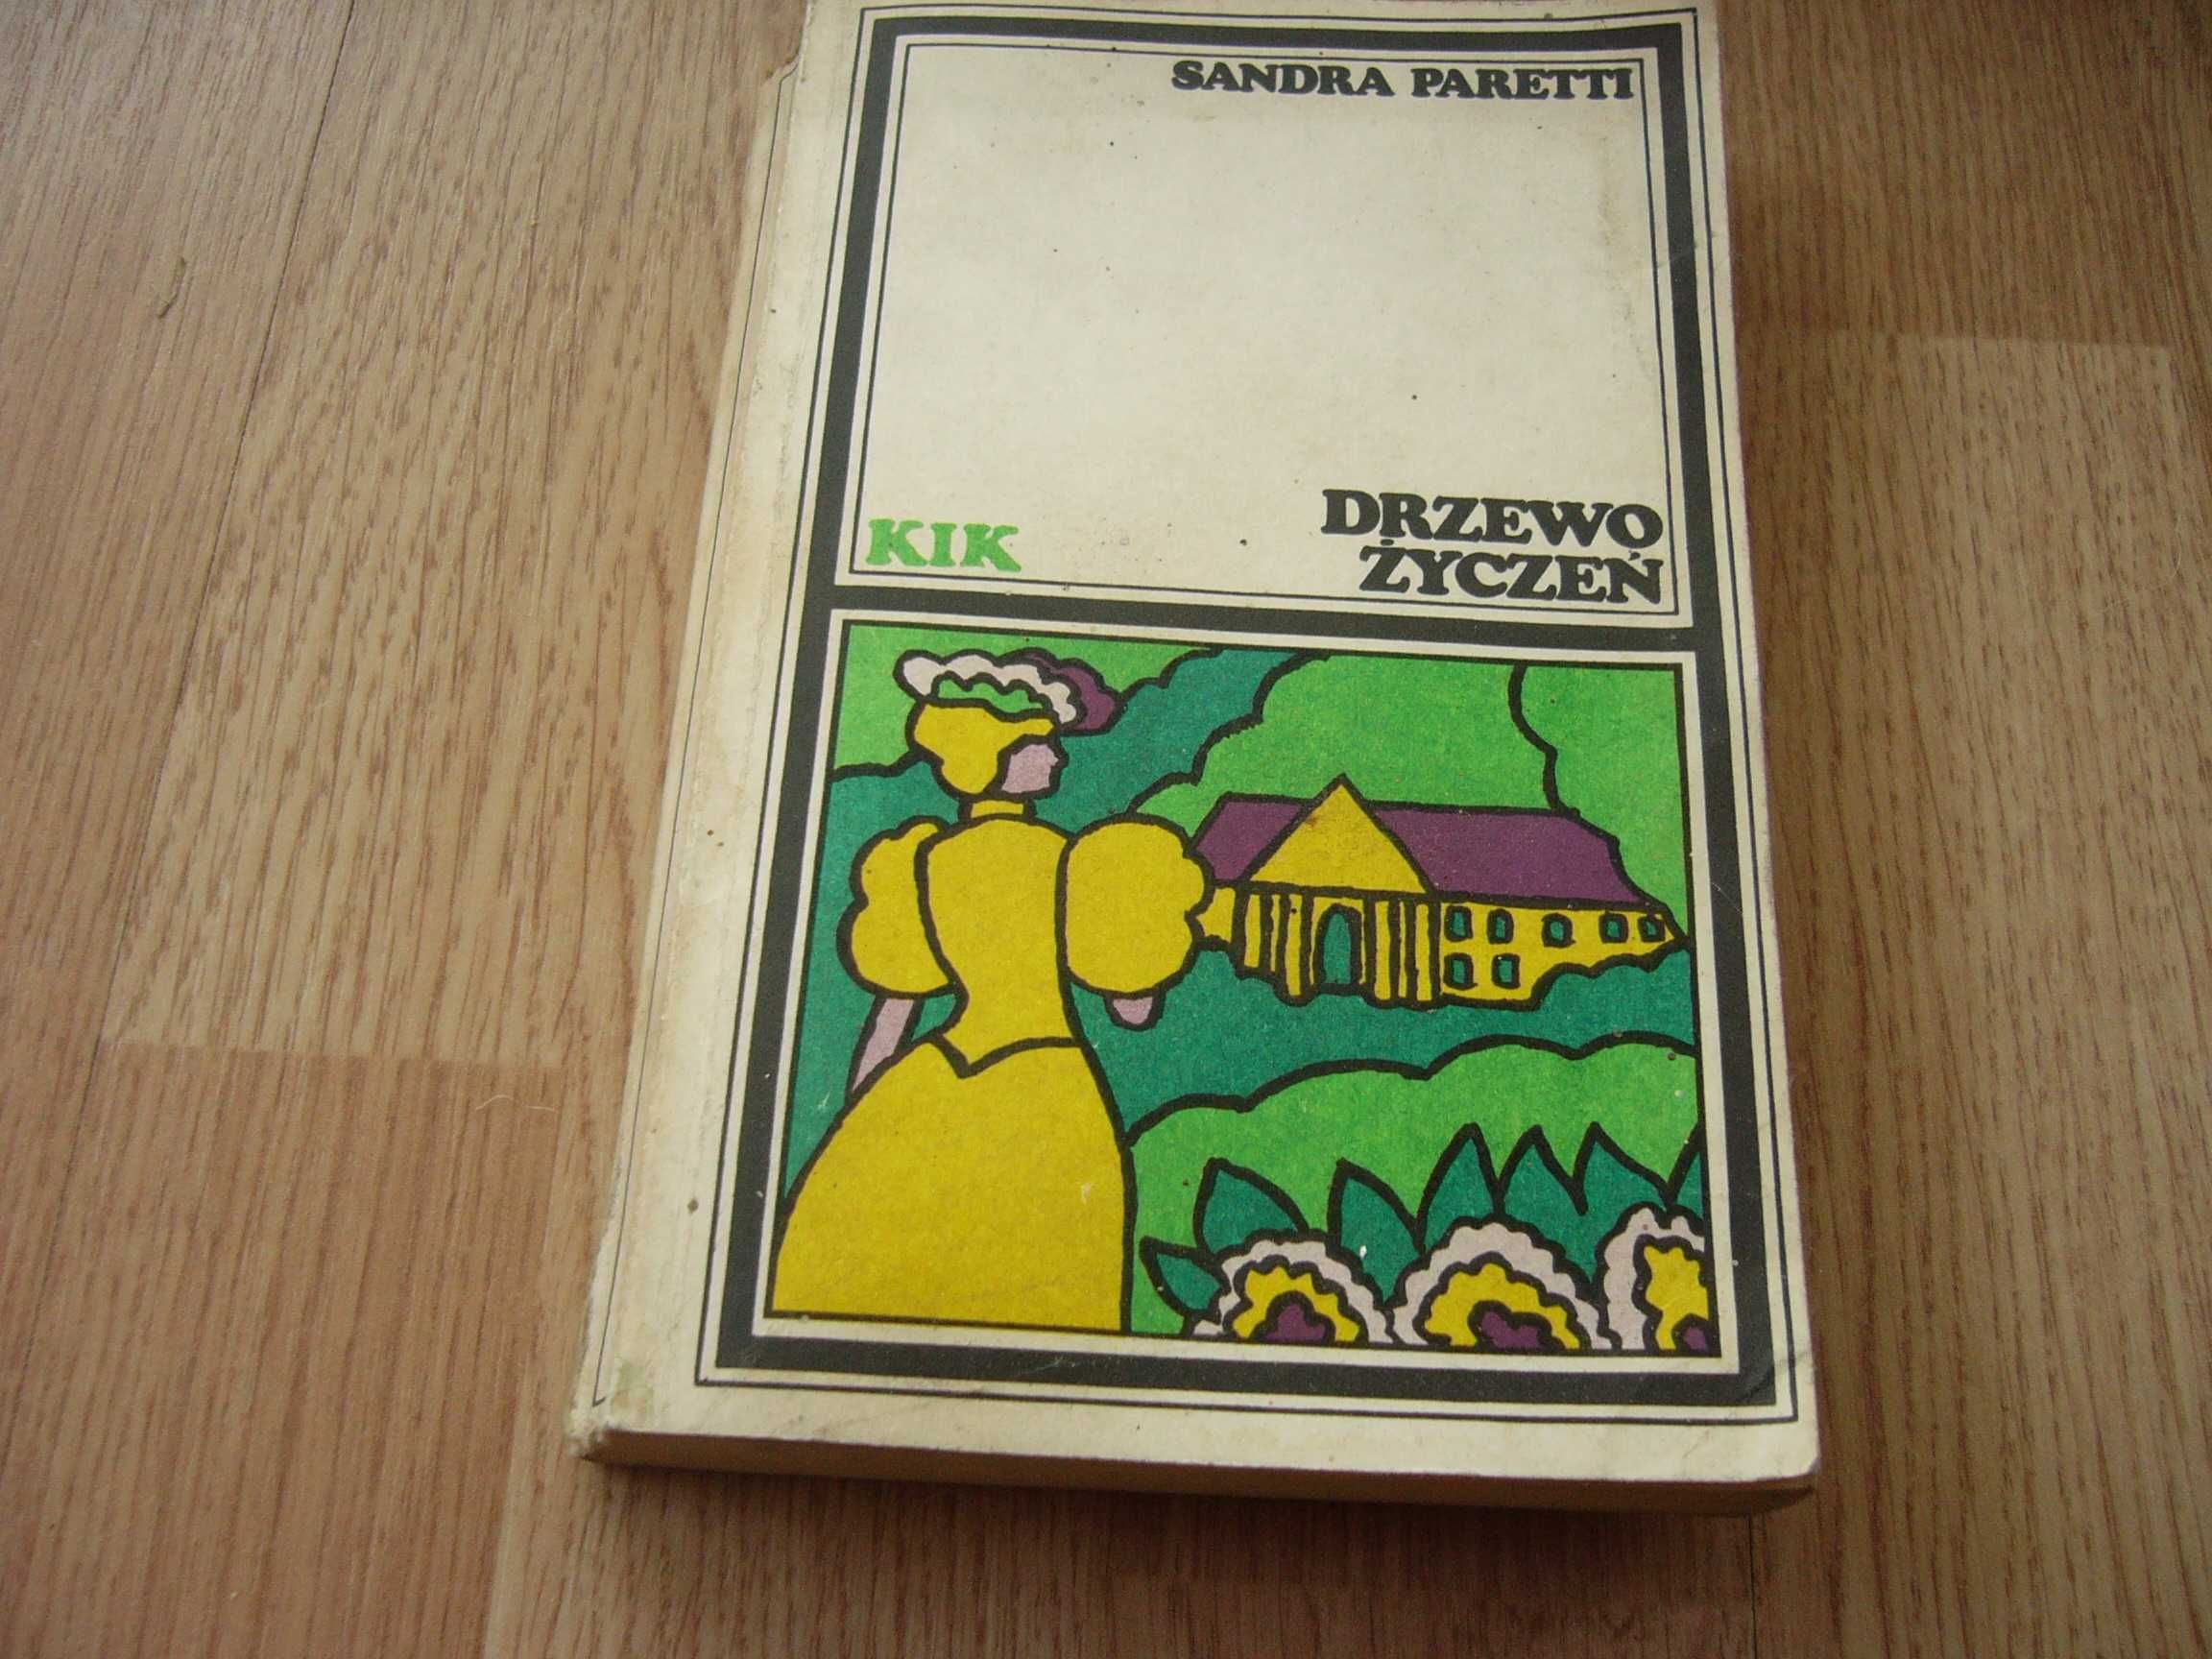 SANDRA PARETTI
DRZEWO
KIK
ŻYCZEŃ